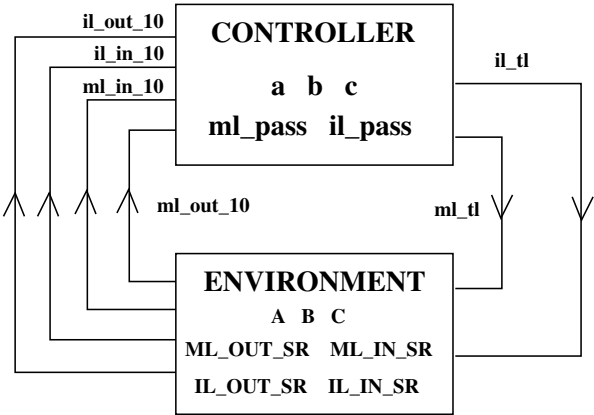 il_out_10
CONTROLLER
il_in_10
il_tl
ml_in_10
a b c
ml_pass il_pass
ml_out_10
ml_tl
ENVIRONMENT
A B C
ML_OUT_SR ML_IN_SR
IL_OUT_SR IL_IN_SR